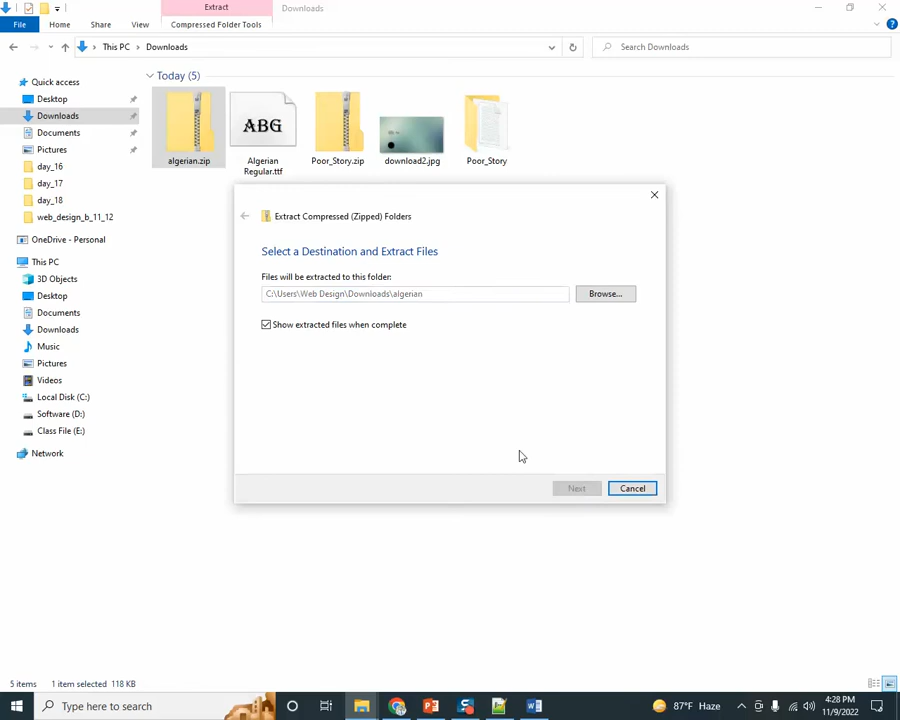 Extract
Downloads
File
Home
Share
View
Compressed Folder Tools
This PC
Downloads
Search Downloads
Quick access
Desktop
Downloads
Documents
Pictures
day_16
day_17
day_18
web_design_b_11_12
OneDrive - Personal
This PC
3D Objects
Desktop
Documents
Downloads
Music
Pictures
Videos
Local Disk (C:)
Software (D:)
Class File (E:)
Network
Today (5)
ABG
algerian.zip
Algerian
Regular.ttf
Poor_Story.zip
download2.jpg
Poor_Story
Extract Compressed (Zipped) Folders
Select a Destination and Extract Files
Files will be extracted to this folder:
C:\Users\Web Design\Downloads\algerian
Browse...
Show extracted files when complete
Next
Cancel
5 items
1 item selected 118 KB
Type here to search
87°F Haze
4:28 PM
11/9/2022